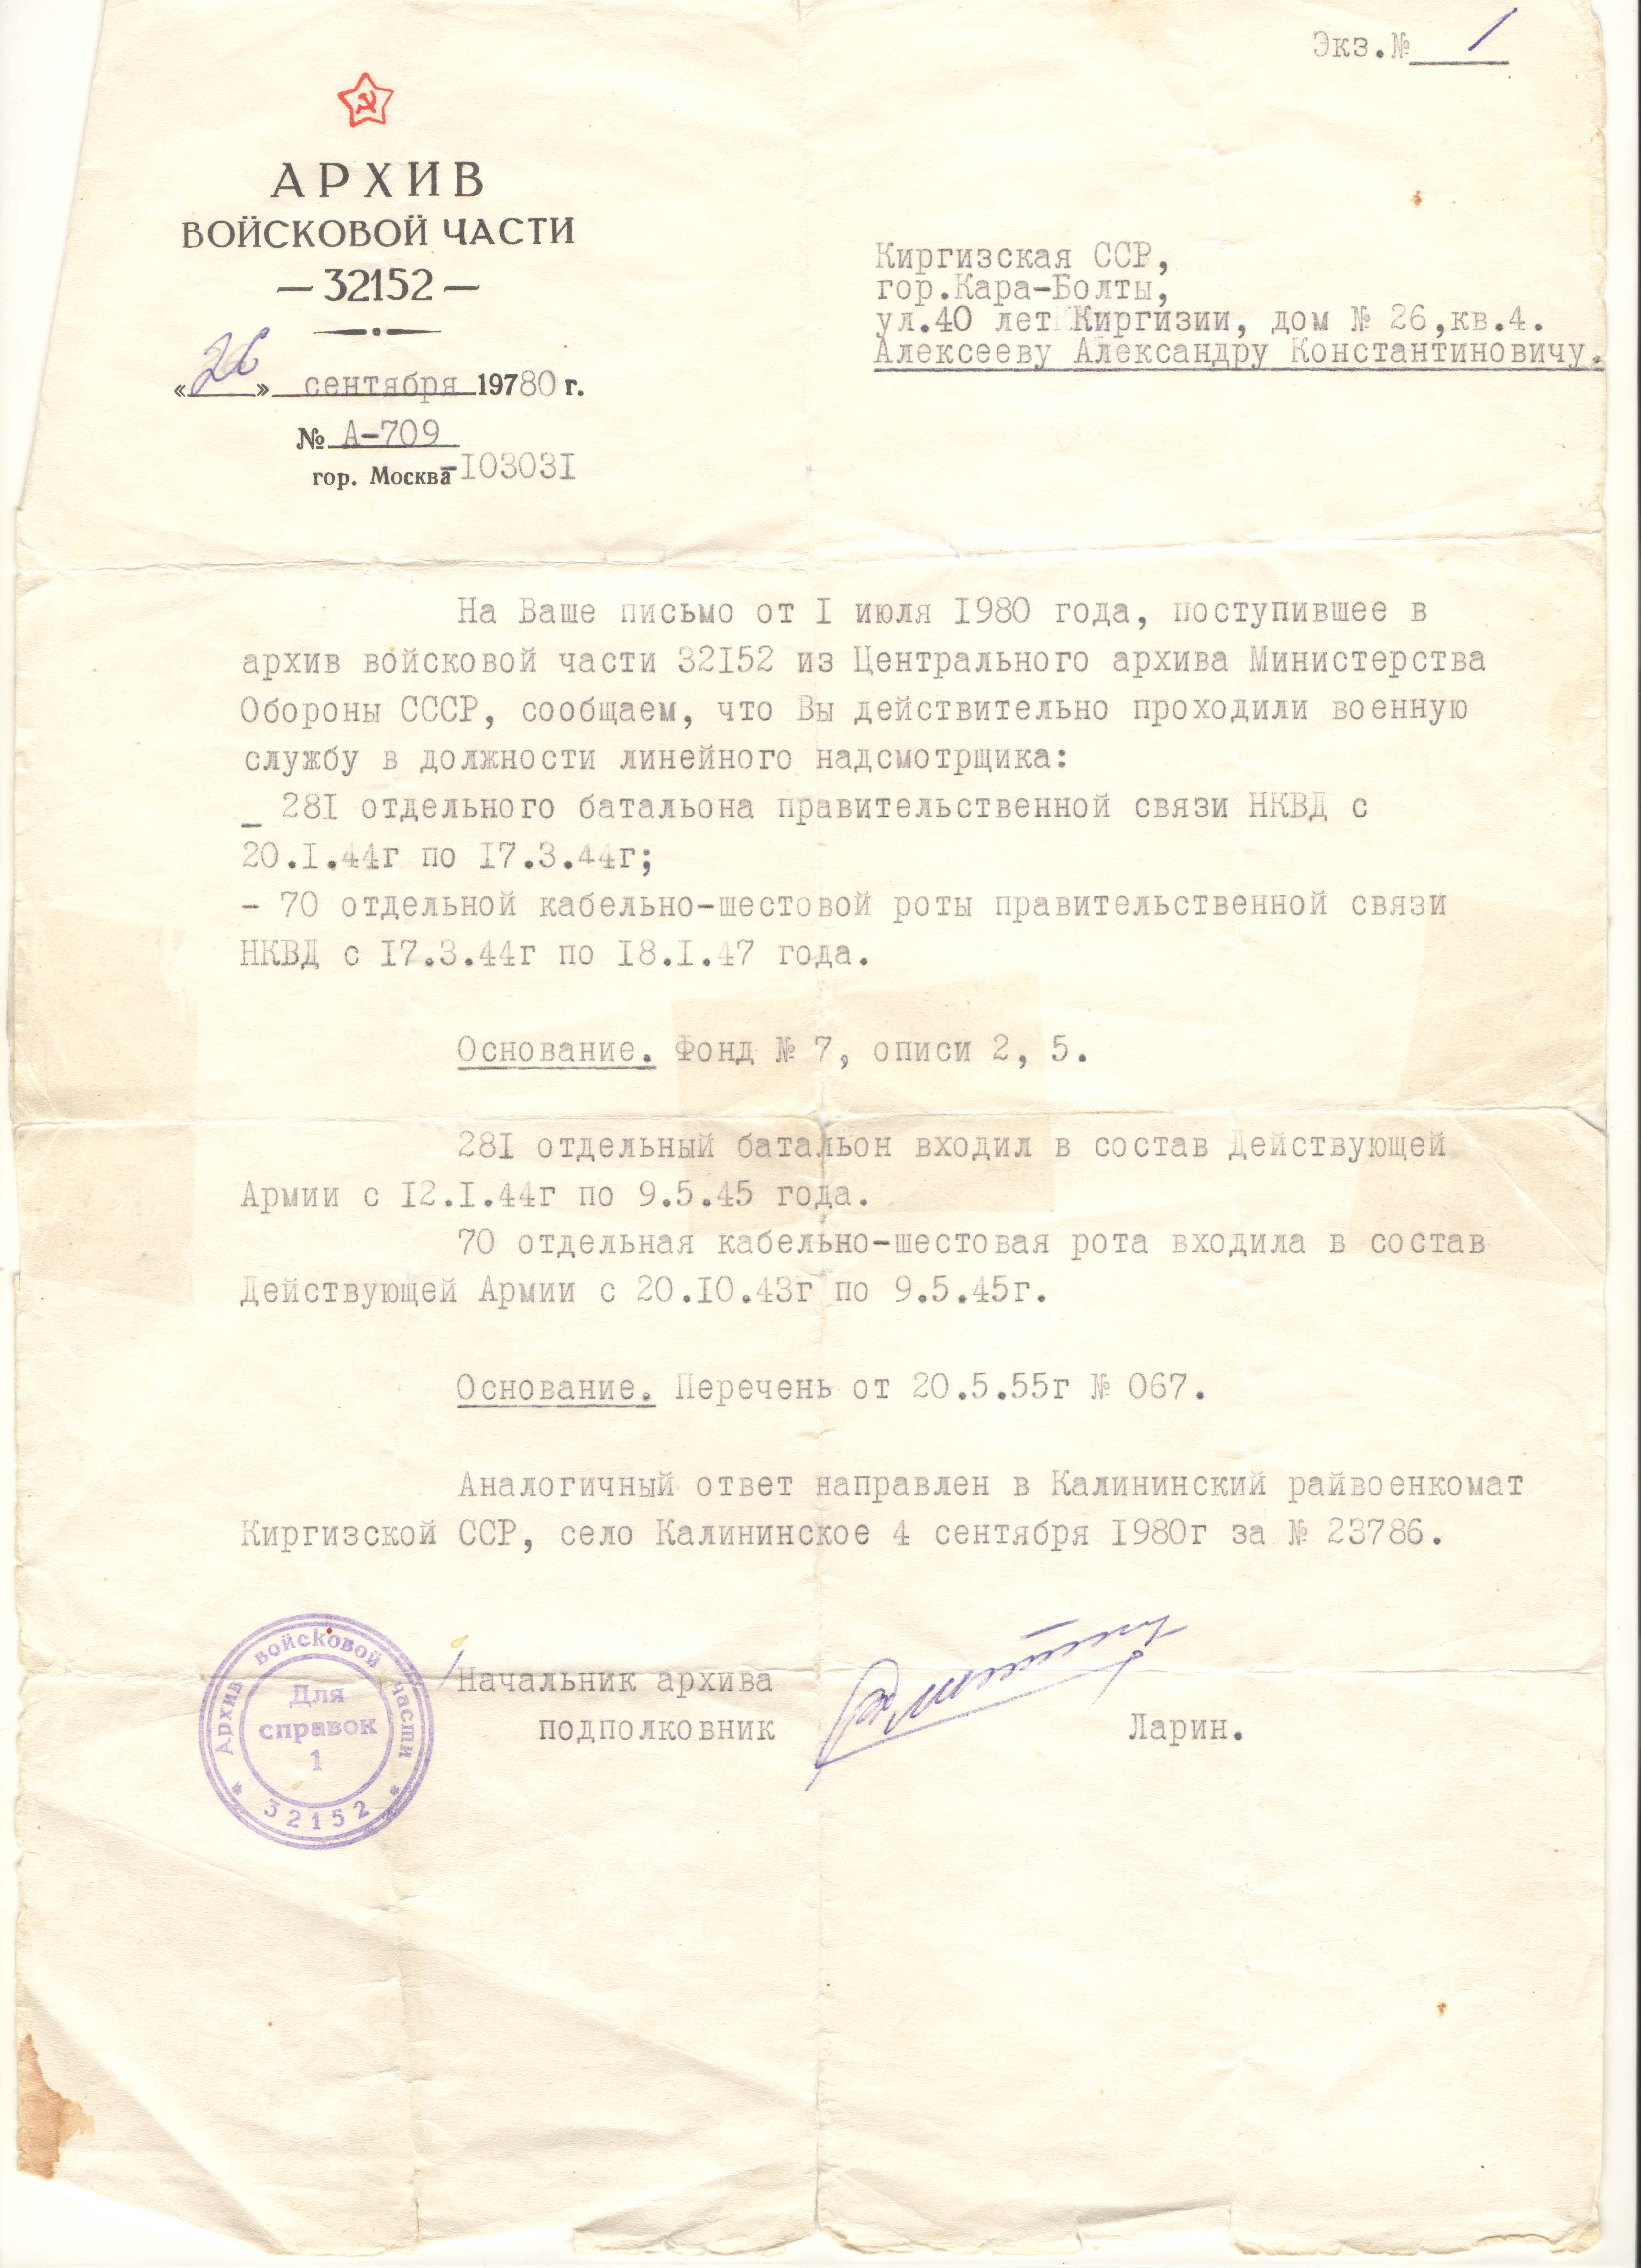 Экз.№ 1
АРХИВ
ВОЙСКОВОЙ ЧАСТИ
— 32152 —
«26» сентября 19780 г.
№ А-709
гор. Москва-103031
Киргизская ССР,
гор.Кара-Болты,
ул.40 лет Киргизии, дом № 26,кв.4.
Алексееву Александру Константиновичу.
На Ваше письмо от I июля 1980 года, поступившее в
архив войсковой части 32I52 из Центрального архива Министерства
Обороны СССР, сообщаем, что Вы действительно проходили военную
службу в должности линейного надсмотрщика:
_ 28I отдельного батальона правительственной связи НКВД с
20.I.44г по I7.3.44г;
- 70 отдельной кабельно-шестовой роты правительственной связи
НКВД с I7.3.44г по I8.I.47 года.
Основание. Фонд № 7, описи 2, 5.
28I отдельный батальон входил в состав Действующей
Армии с I2.I.44г по 9.5.45 года.
70 отдельная кабельно-шестовая рота входила в состав
Действующей Армии с 20.I0.43г по 9.5.45г.
Основание. Перечень от 20.5.55г № 067.
Аналогичный ответ направлен в Калининский райвоенкомат
Киргизской ССР, село Калининское 4 сентября I980г за № 23786.
Начальник архива
подполковник Ларин.
Архив войсковой части
Для
справок
1
* 32152 *